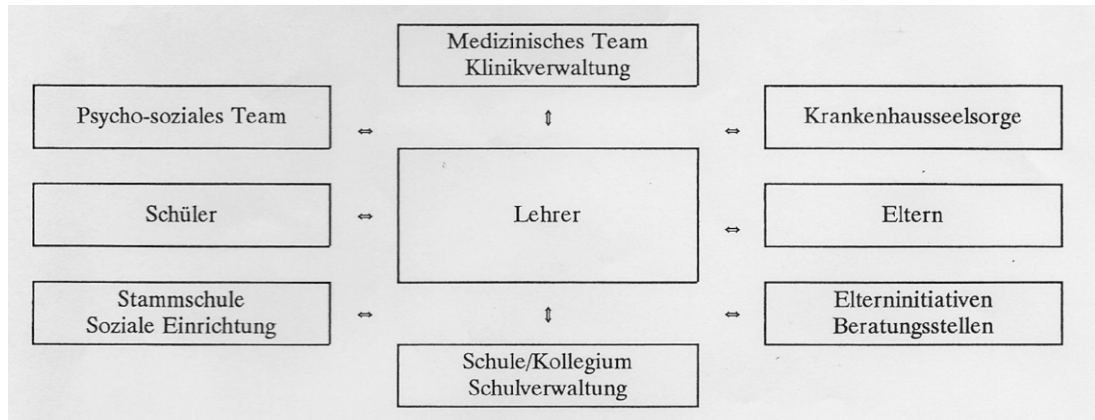 Medizinisches Team
Klinikverwaltung
Psycho-soziales Team
Krankenhausseelsorge
Schüler
Lehrer
Eltern
Stammschule
Soziale Einrichtung
Elterninitiativen
Beratungsstellen
Schule/Kollegium
Schulverwaltung